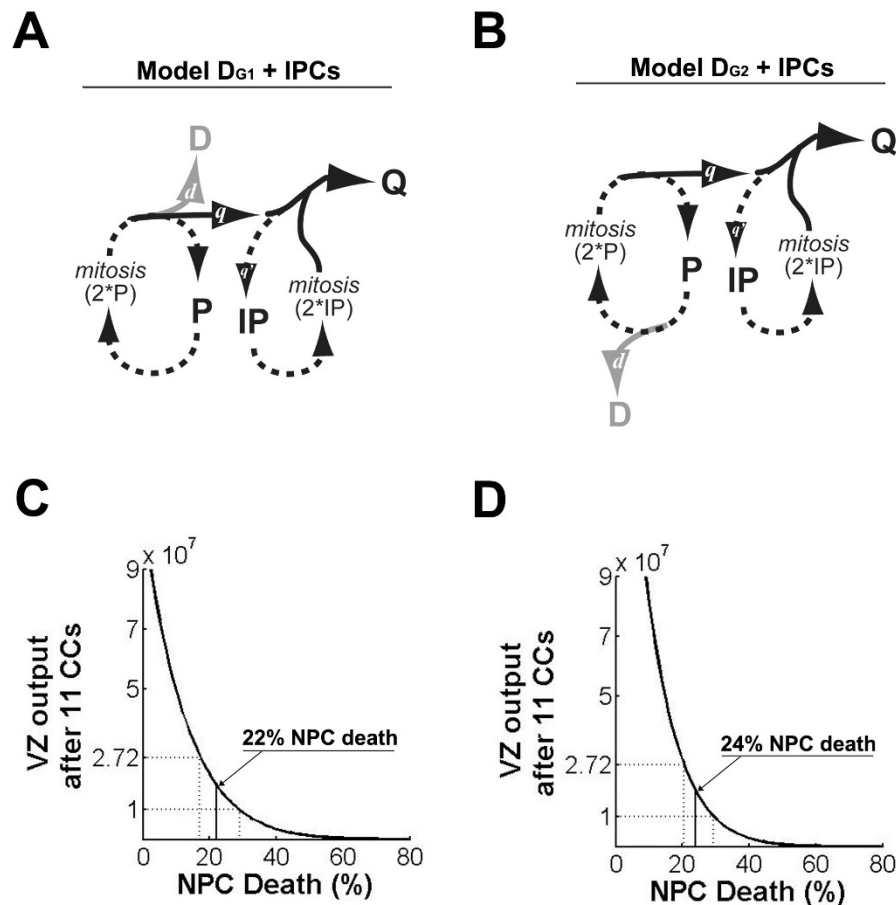 A
Model DG1 + IPCs
D
d
q
Q
mitosis
(2*P)
P
q'
IP
mitosis
(2*IP)
B
Model DG2 + IPCs
q
Q
mitosis
(2*P)
P
q'
IP
mitosis
(2*IP)
d
D
C
VZ output
after 11 CCs
x 10^7
9
7
5
2.72
1
22% NPC death
0 20 40 60 80
NPC Death (%)
D
VZ output
after 11 CCs
x 10^7
9
7
5
2.72
1
24% NPC death
0 20 40 60 80
NPC Death (%)